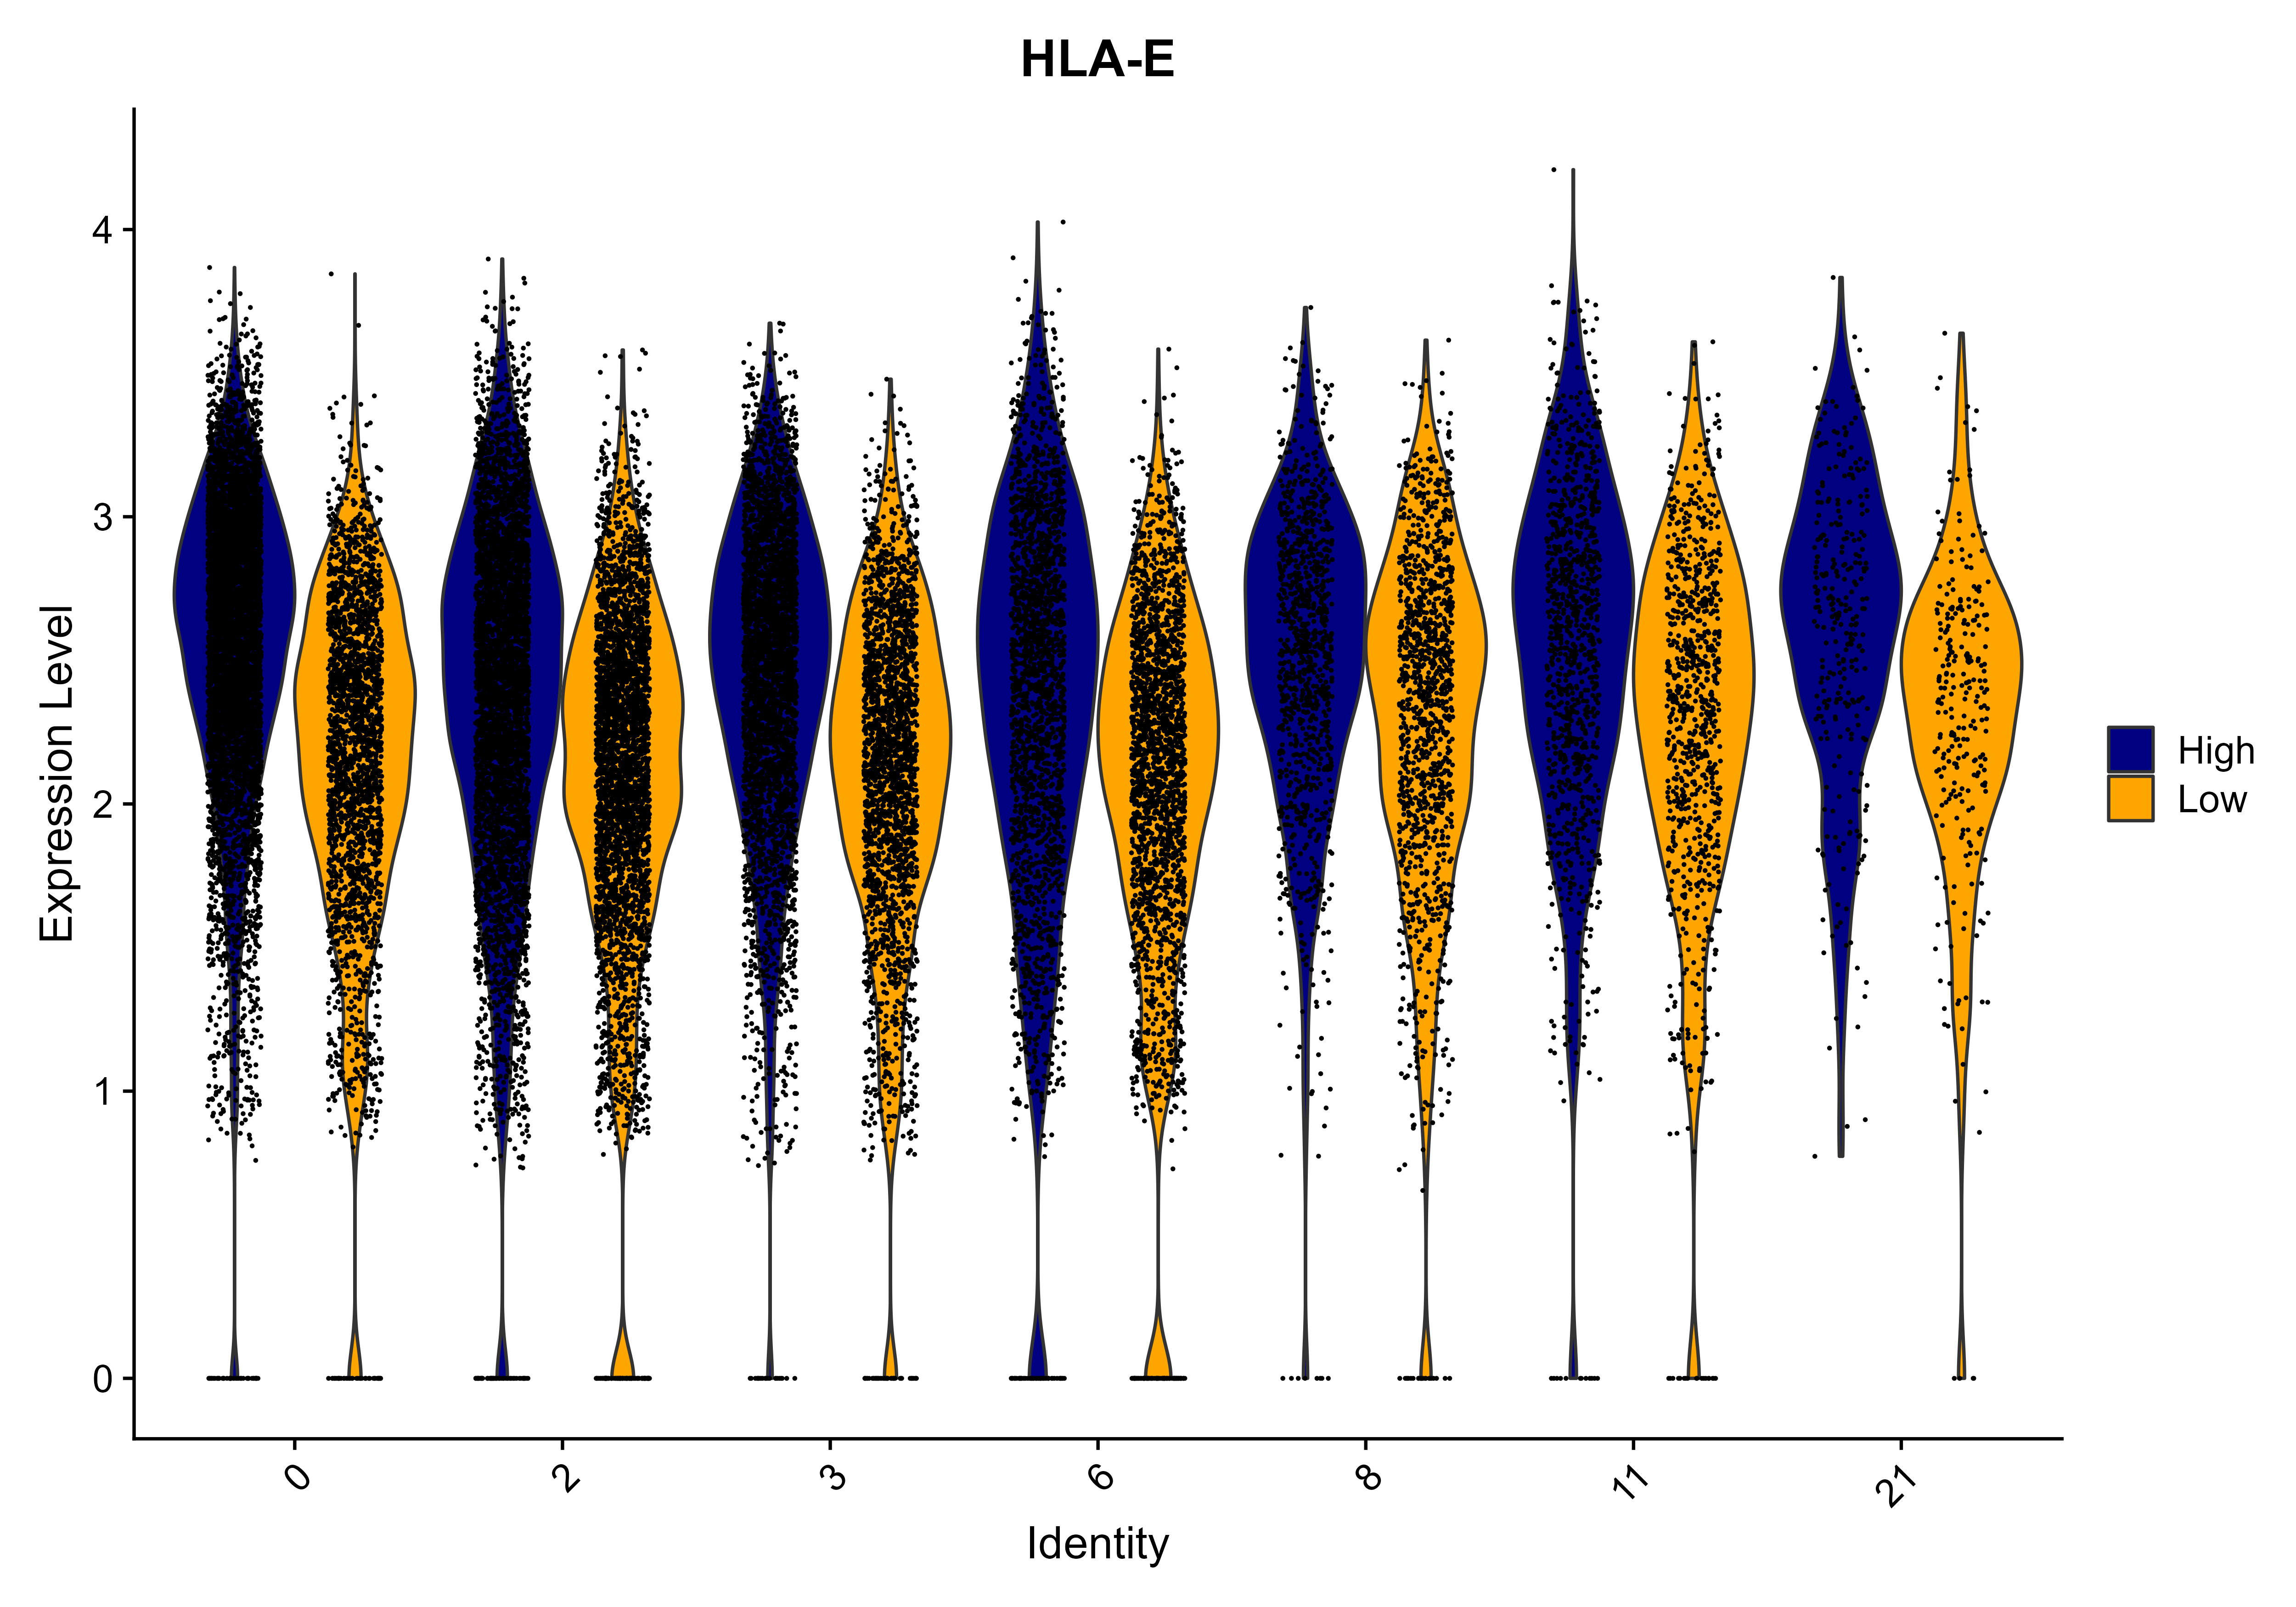 HLA-E
Expression Level
4
3
2
1
0
0 2 3 6 8 11 21
Identity
High
Low